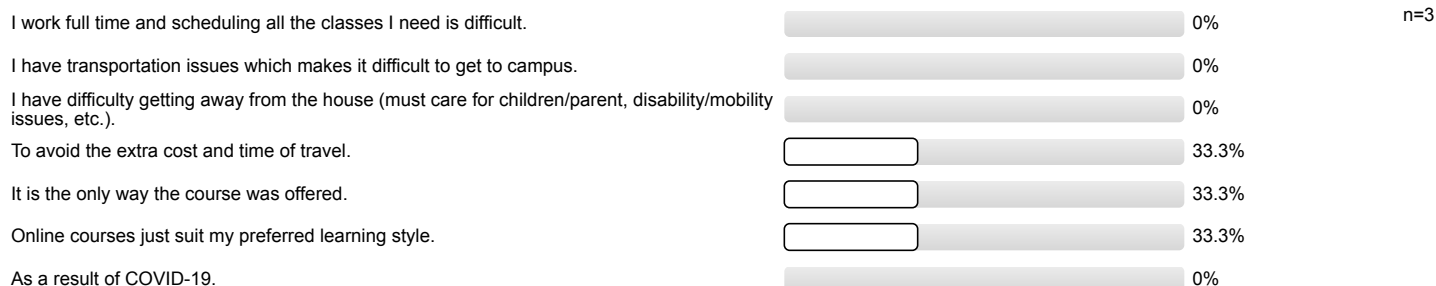 I work full time and scheduling all the classes I need is difficult. 0% n=3
I have transportation issues which makes it difficult to get to campus. 0%
I have difficulty getting away from the house (must care for children/parent, disability/mobility
issues, etc.). 0%
To avoid the extra cost and time of travel. 33.3%
It is the only way the course was offered. 33.3%
Online courses just suit my preferred learning style. 33.3%
As a result of COVID-19. 0%